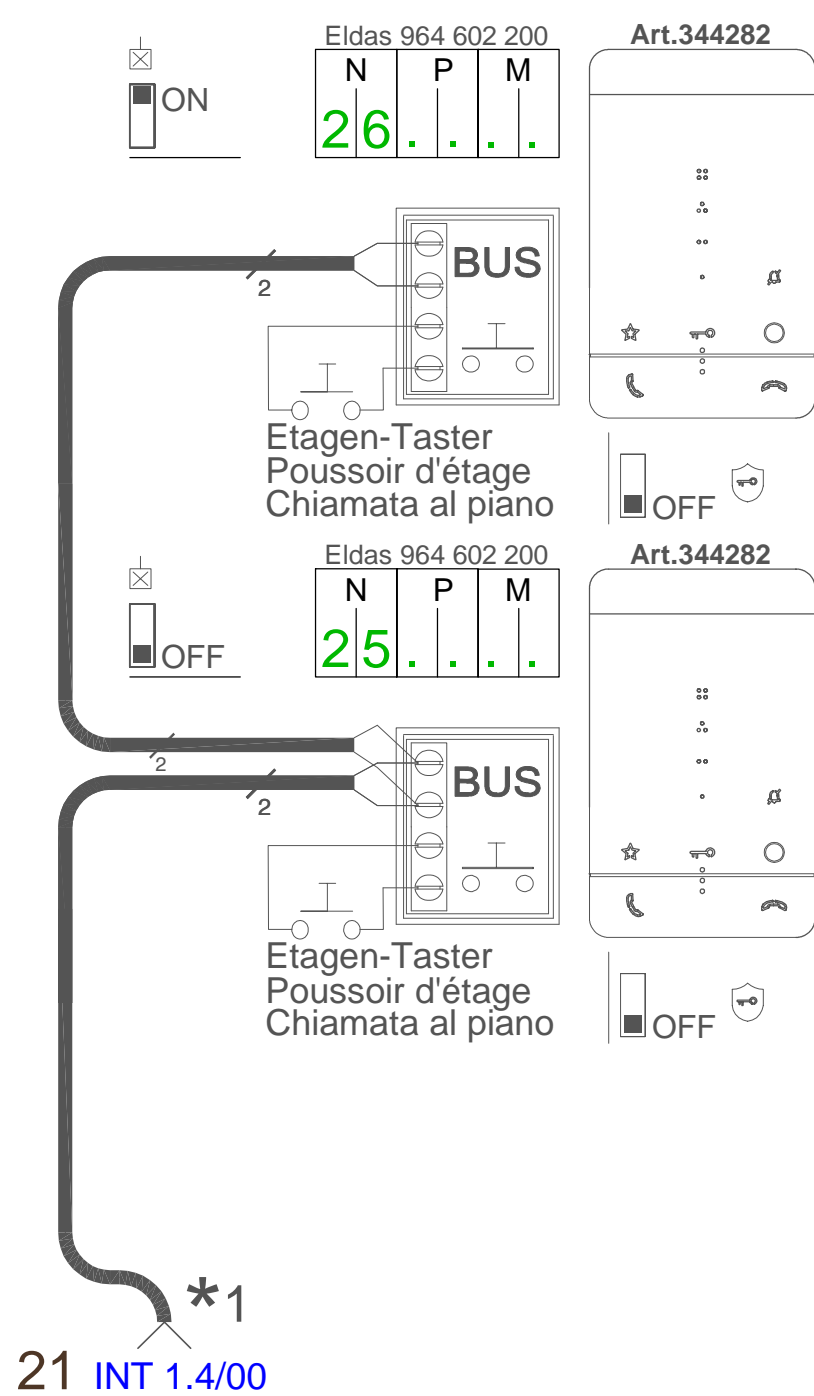 Eldas 964 602 200
Art.344282
ON
N P M
26....
BUS
2
Etagen-Taster
Poussoir d'étage
Chiamata al piano
OFF
Eldas 964 602 200
Art.344282
OFF
N P M
25....
2
BUS
2
Etagen-Taster
Poussoir d'étage
Chiamata al piano
OFF
*1
21 INT 1.4/00